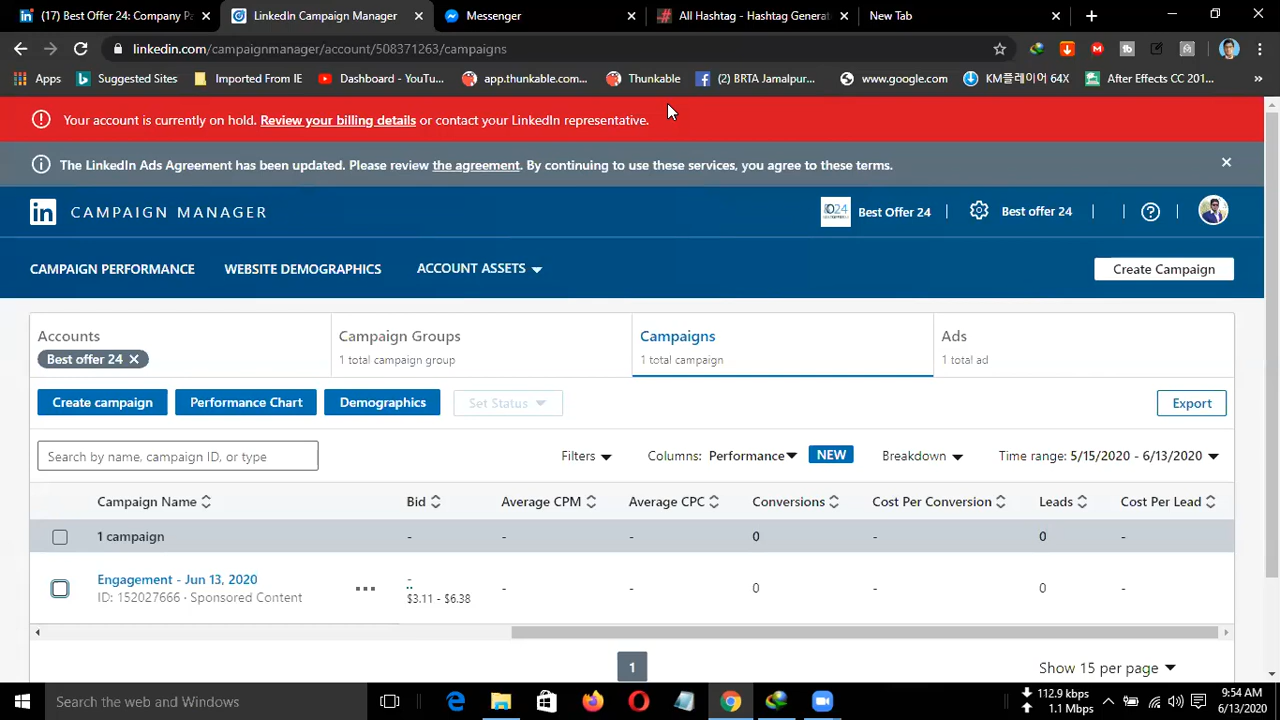 (17) Best Offer 24: Company Pa
LinkedIn Campaign Manager
Messenger
All Hashtag - Hashtag Generat
New Tab
linkedin.com/campaignmanager/account/508371263/campaigns
Apps
Suggested Sites
Imported From IE
Dashboard - YouTu...
app.thunkable.com...
Thunkable
(2) BRTA Jamalpur...
www.google.com
KM플레이어 64X
After Effects CC 201...
Your account is currently on hold. Review your billing details or contact your LinkedIn representative.
The LinkedIn Ads Agreement has been updated. Please review the agreement. By continuing to use these services, you agree to these terms.
in CAMPAIGN MANAGER
Best Offer 24
Best offer 24
CAMPAIGN PERFORMANCE
WEBSITE DEMOGRAPHICS
ACCOUNT ASSETS
Create Campaign
Accounts
Best offer 24
Campaign Groups
1 total campaign group
Campaigns
1 total campaign
Ads
1 total ad
Create campaign
Performance Chart
Demographics
Set Status
Export
Search by name, campaign ID, or type
Filters
Columns: Performance
NEW
Breakdown
Time range: 5/15/2020 - 6/13/2020
Campaign Name
Bid
Average CPM
Average CPC
Conversions
Cost Per Conversion
Leads
Cost Per Lead
1 campaign
-
-
-
0
-
0
-
Engagement - Jun 13, 2020
ID: 152027666 · Sponsored Content
-
$3.11 - $6.38
-
-
0
-
0
-
1
Show 15 per page
Search the web and Windows
112.9 kbps
1.1 Mbps
9:54 AM
6/13/2020